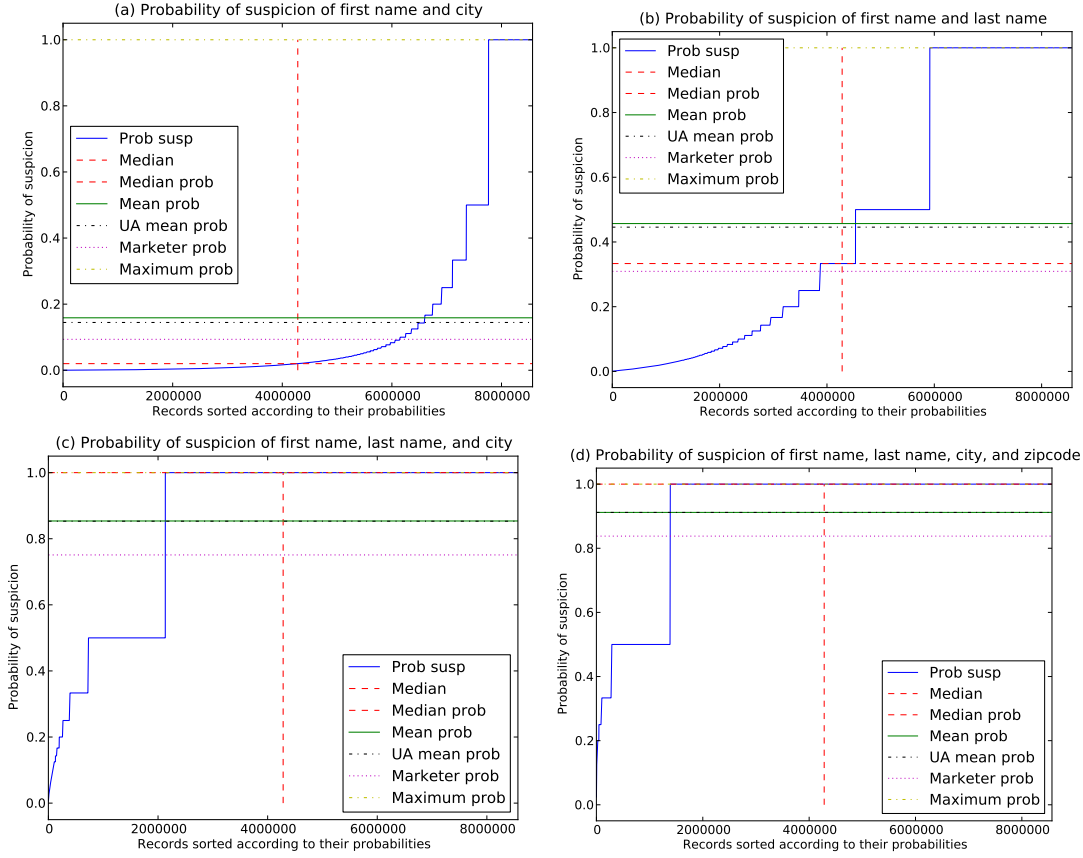 (a) Probability of suspicion of first name and city
1.0
0.8
0.6
0.4
0.2
0.0
Probability of suspicion
Prob susp
Median
Median prob
Mean prob
UA mean prob
Marketer prob
Maximum prob
0 2000000 4000000 6000000 8000000
Records sorted according to their probabilities
(b) Probability of suspicion of first name and last name
1.0
0.8
0.6
0.4
0.2
0.0
Probability of suspicion
Prob susp
Median
Median prob
Mean prob
UA mean prob
Marketer prob
Maximum prob
0 2000000 4000000 6000000 8000000
Records sorted according to their probabilities
(c) Probability of suspicion of first name, last name, and city
1.0
0.8
0.6
0.4
0.2
0.0
Probability of suspicion
Prob susp
Median
Median prob
Mean prob
UA mean prob
Marketer prob
Maximum prob
0 2000000 4000000 6000000 8000000
Records sorted according to their probabilities
(d) Probability of suspicion of first name, last name, city, and zipcode
1.0
0.8
0.6
0.4
0.2
0.0
Probability of suspicion
Prob susp
Median
Median prob
Mean prob
UA mean prob
Marketer prob
Maximum prob
0 2000000 4000000 6000000 8000000
Records sorted according to their probabilities